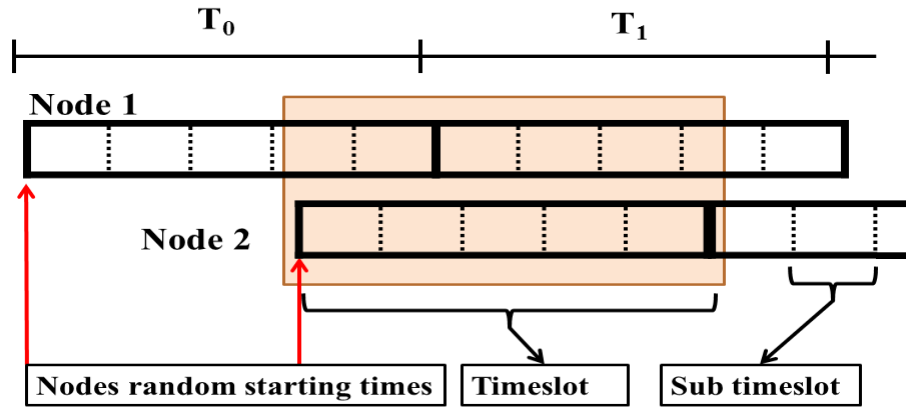 T₀ T₁
Node 1
Node 2
Nodes random starting times Timeslot Sub timeslot